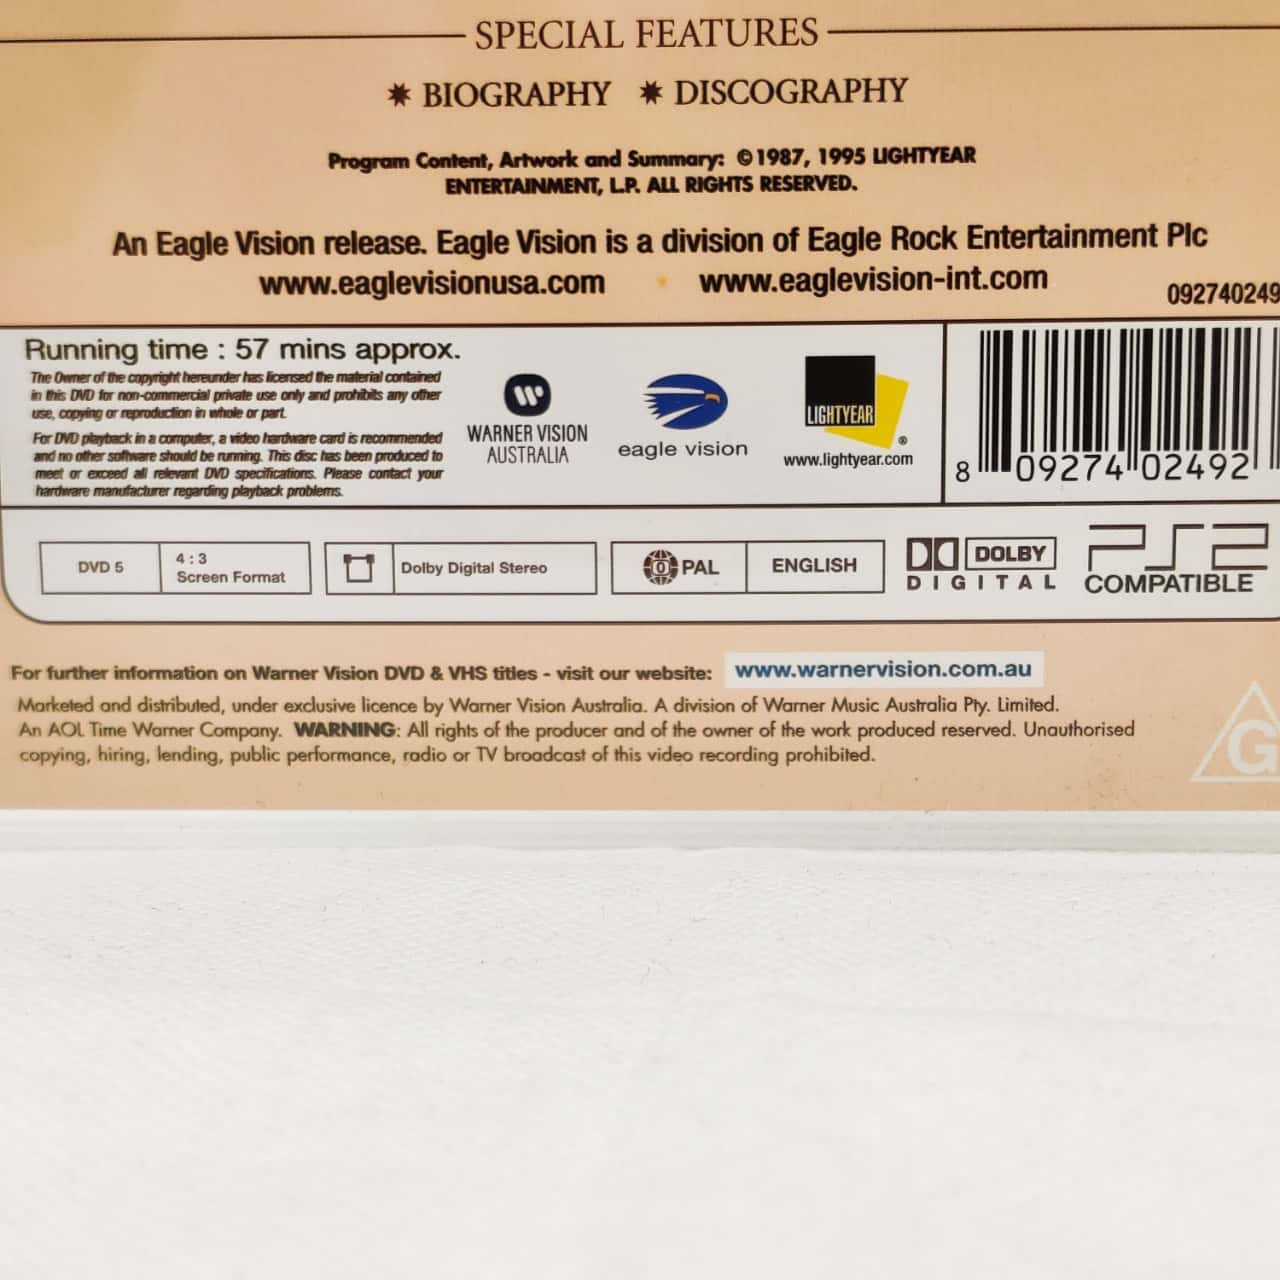 SPECIAL FEATURES
✷ BIOGRAPHY ✷ DISCOGRAPHY
Program Content, Artwork and Summary: ©1987, 1995 LIGHTYEAR
ENTERTAINMENT, L.P. ALL RIGHTS RESERVED.
An Eagle Vision release. Eagle Vision is a division of Eagle Rock Entertainment Plc
www.eaglevisionusa.com www.eaglevision-int.com
092740249
Running time : 57 mins approx.
The Owner of the copyright hereunder has licensed the material contained
in this DVD for non-commercial private use only and prohibits any other
use, copying or reproduction in whole or part.
For DVD playback in a computer, a video hardware card is recommended
and no other software should be running. This disc has been produced to
meet or exceed all relevant DVD specifications. Please contact your
hardware manufacturer regarding playback problems.
WARNER VISION
AUSTRALIA
eagle vision
LIGHTYEAR
®
www.lightyear.com
8 09274 02492
DVD 5
4 : 3
Screen Format
Dolby Digital Stereo
0 PAL
ENGLISH
DOLBY
DIGITAL
PS2
COMPATIBLE
For further information on Warner Vision DVD & VHS titles - visit our website: www.warnervision.com.au
Marketed and distributed, under exclusive licence by Warner Vision Australia. A division of Warner Music Australia Pty. Limited.
An AOL Time Warner Company. WARNING: All rights of the producer and of the owner of the work produced reserved. Unauthorised
copying, hiring, lending, public performance, radio or TV broadcast of this video recording prohibited.
G